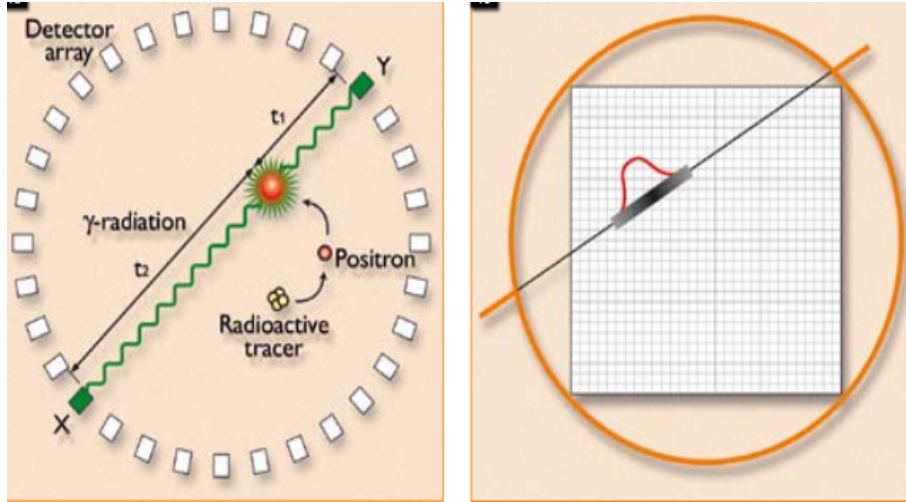 Detector
array
Y
t1
γ-radiation
t2
Positron
Radioactive
tracer
X